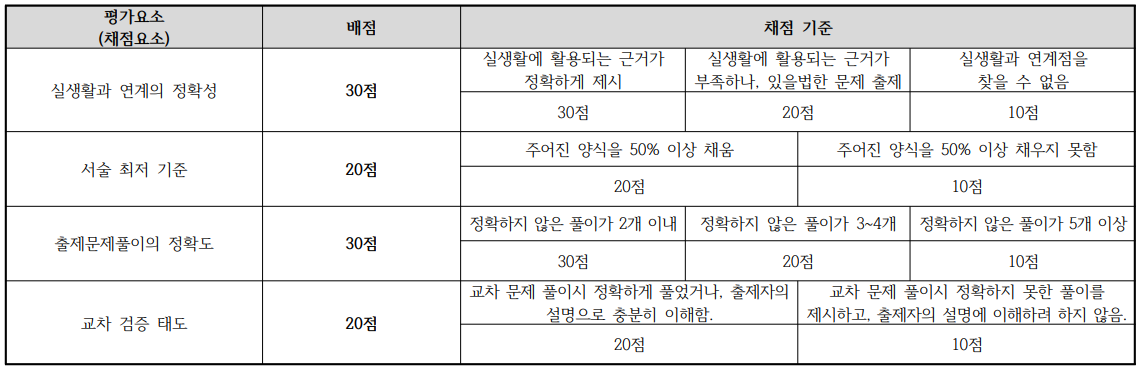 평가요소
(채점요소)
배점
채점 기준
실생활과 연계의 정확성
30점
실생활에 활용되는 근거가
정확하게 제시
실생활에 활용되는 근거가
부족하나, 있을법한 문제 출제
실생활과 연계점을
찾을 수 없음
30점
20점
10점
서술 최저 기준
20점
주어진 양식을 50% 이상 채움
주어진 양식을 50% 이상 채우지 못함
20점
10점
출제문제풀이의 정확도
30점
정확하지 않은 풀이가 2개 이내
정확하지 않은 풀이가 3~4개
정확하지 않은 풀이가 5개 이상
30점
20점
10점
교차 검증 태도
20점
교차 문제 풀이시 정확하게 풀었거나, 출제자의
설명으로 충분히 이해함.
교차 문제 풀이시 정확하지 못한 풀이를
제시하고, 출제자의 설명에 이해하려 하지 않음.
20점
10점